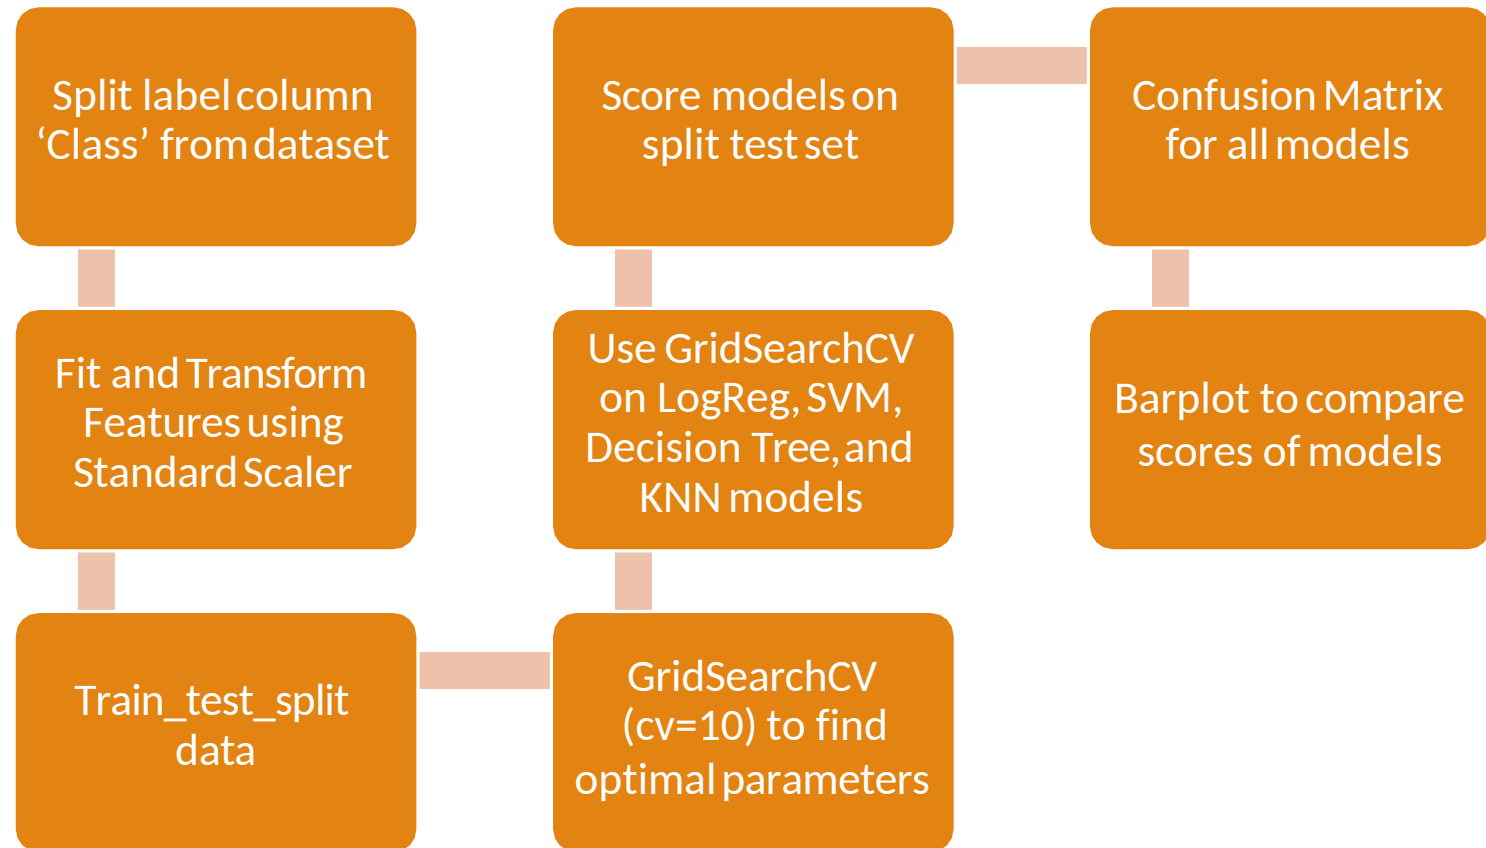 Split label column
‘Class’ from dataset
Fit and Transform
Features using
Standard Scaler
Train_test_split
data
GridSearchCV
(cv=10) to find
optimal parameters
Use GridSearchCV
on LogReg, SVM,
Decision Tree, and
KNN models
Score models on
split test set
Confusion Matrix
for all models
Barplot to compare
scores of models